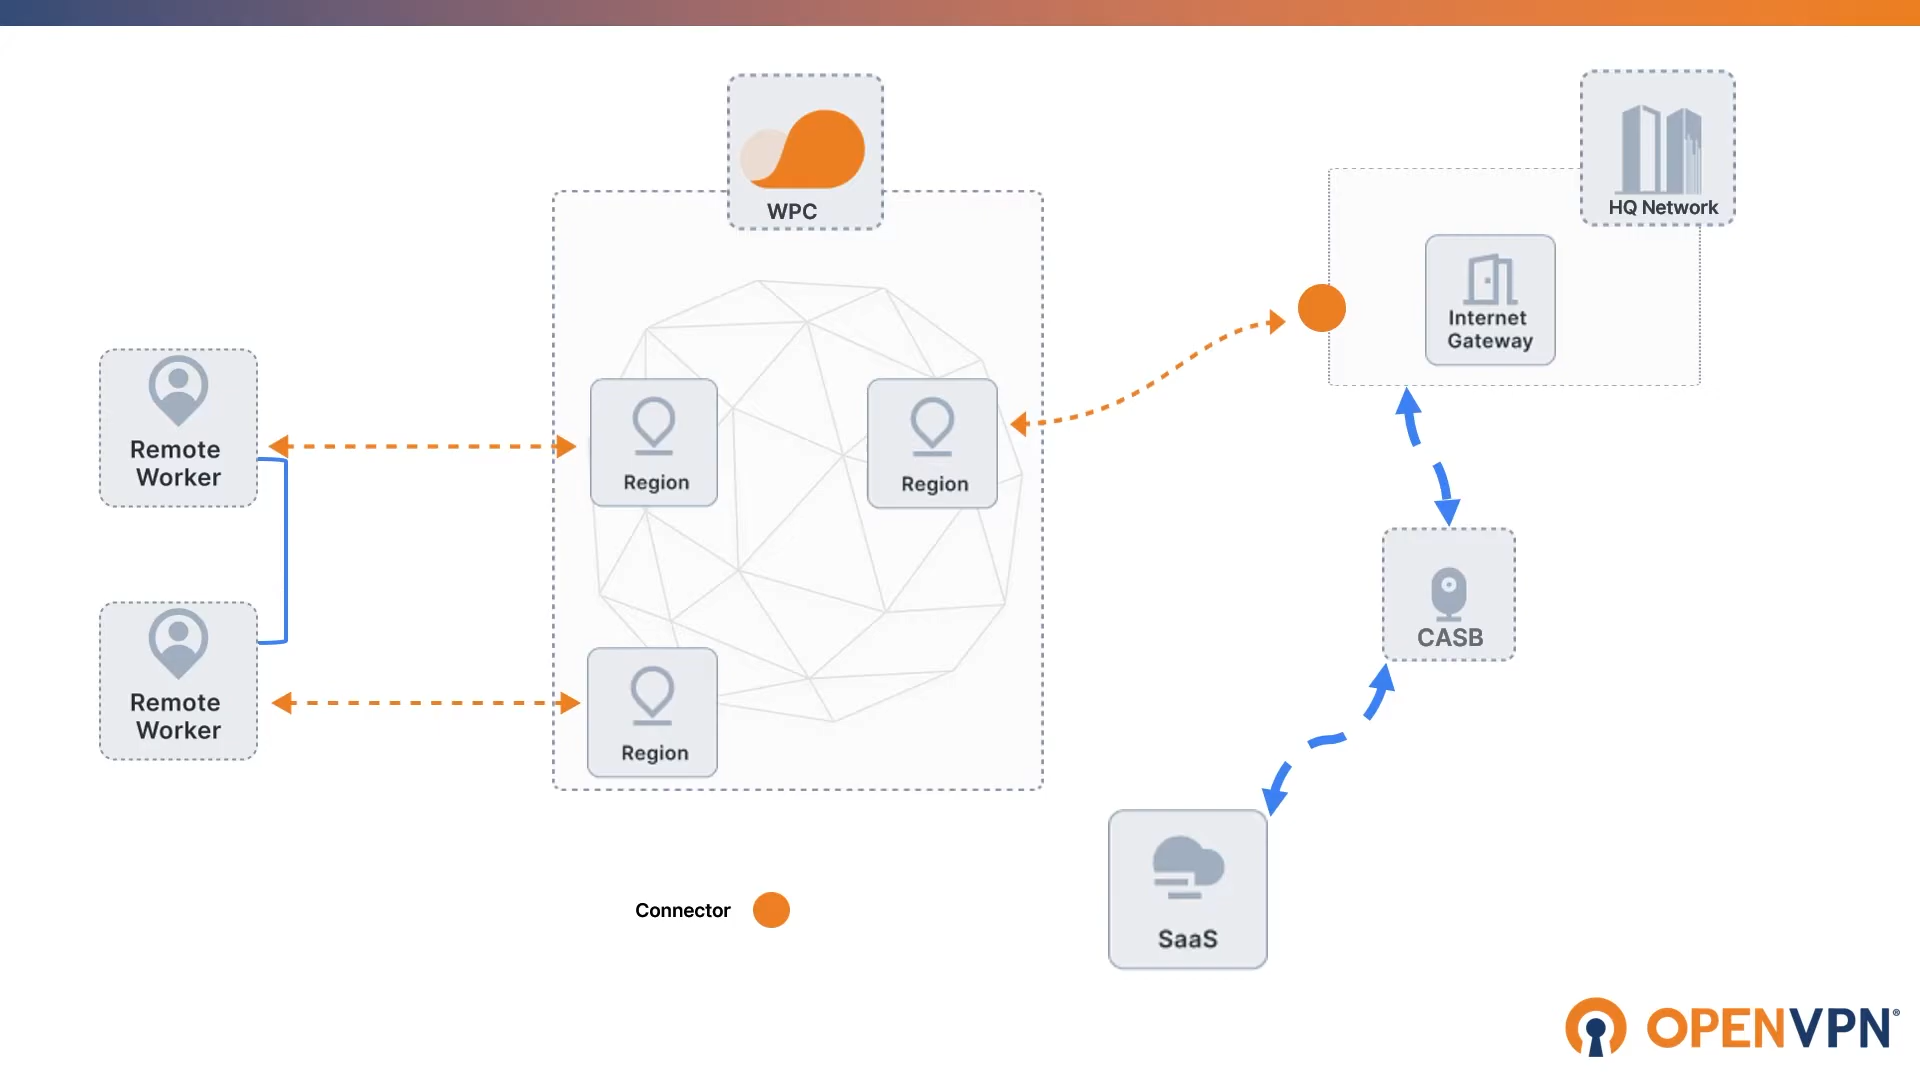 WPC
HQ Network
Internet
Gateway
Remote
Worker
Region
Region
CASB
Remote
Worker
Region
SaaS
Connector
OPENVPN®